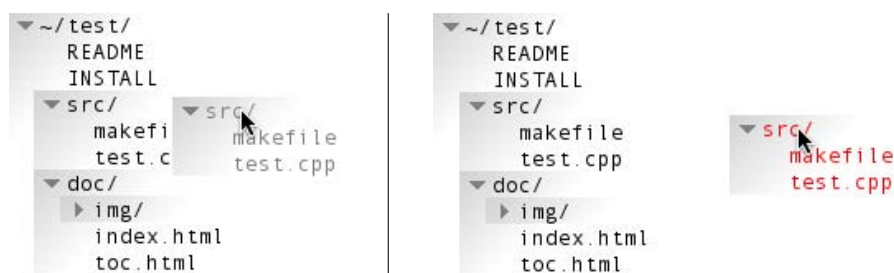 ~/test/
README
INSTALL
src/
makefi
test.c
src/
makefile
test.cpp
doc/
img/
index.html
toc.html
~/test/
README
INSTALL
src/
makefile
test.cpp
src/
makefile
test.cpp
doc/
img/
index.html
toc.html